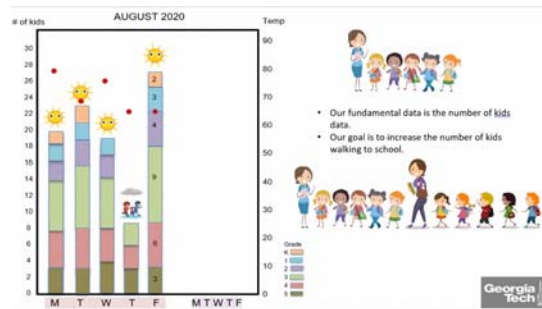 AUGUST 2020
# of kids
Temp
30
28
26
24
22
20
18
16
14
12
10
8
6
4
2
0
90
80
70
60
50
40
30
20
10
0
2
3
4
9
6
3
M T W T F
M T W T F
Grade
K
1
2
3
4
5
• Our fundamental data is the number of kids
data.
• Our goal is to increase the number of kids
walking to school.
Georgia
Tech